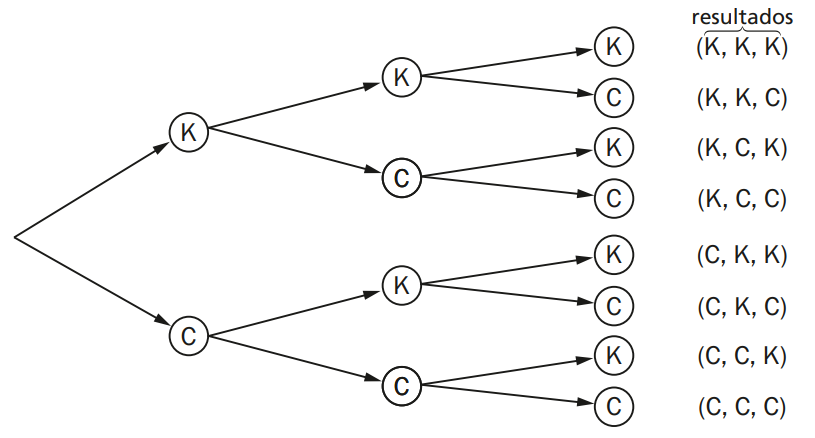 resultados
K (K, K, K)
K
C (K, K, C)
K
K (K, C, K)
C
C (K, C, C)
K (C, K, K)
K
C (C, K, C)
C
K (C, C, K)
C
C (C, C, C)